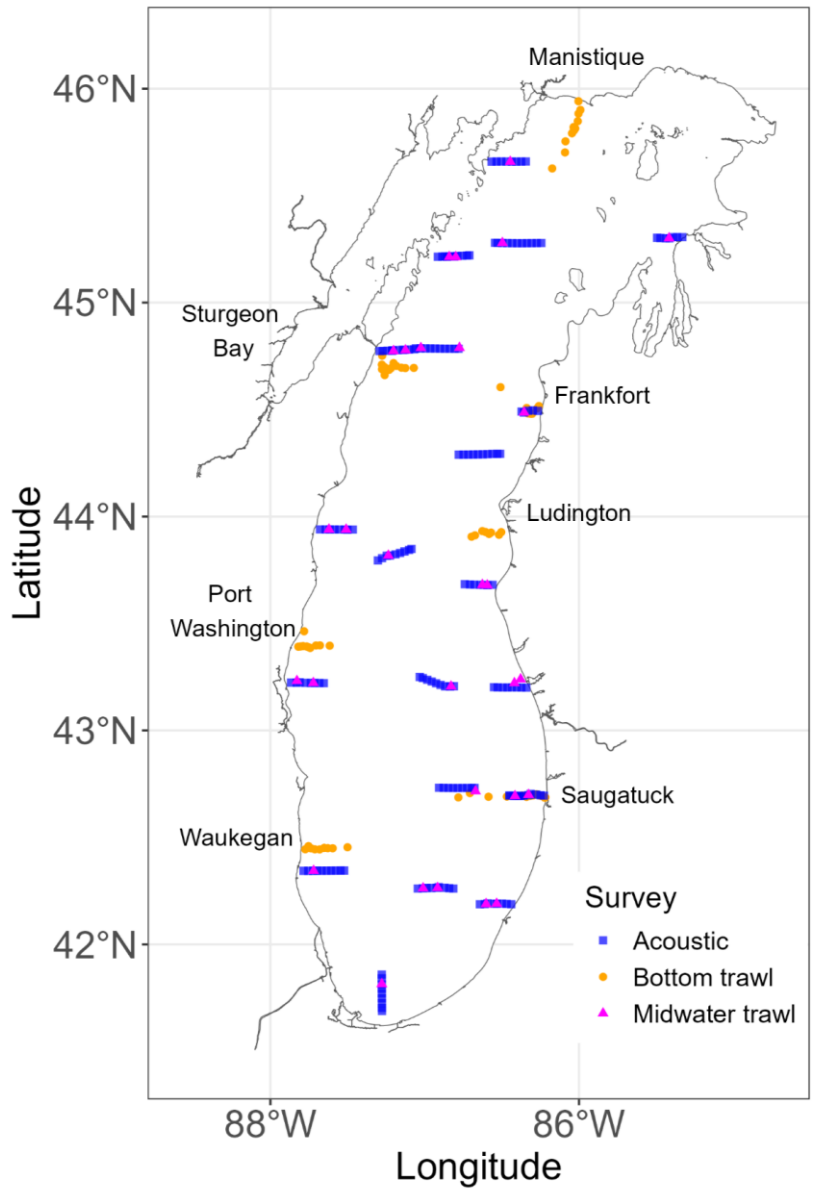 Manistique
46°N
45°N
Sturgeon
Bay
Frankfort
44°N
Ludington
Latitude
Port
Washington
43°N
Saugatuck
Waukegan
Survey
42°N
Acoustic
Bottom trawl
Midwater trawl
88°W
86°W
Longitude